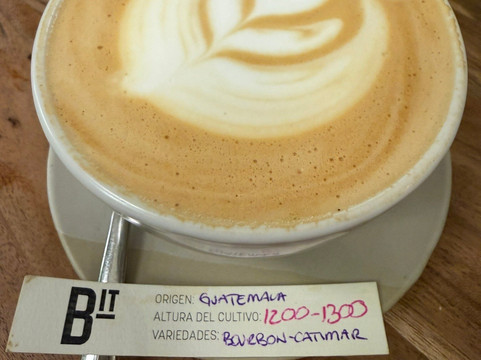 BIT
ORIGEN: GUATEMALA
ALTURA DEL CULTIVO: 1200-1300
VARIEDADES: BOURBON-CATIMAR